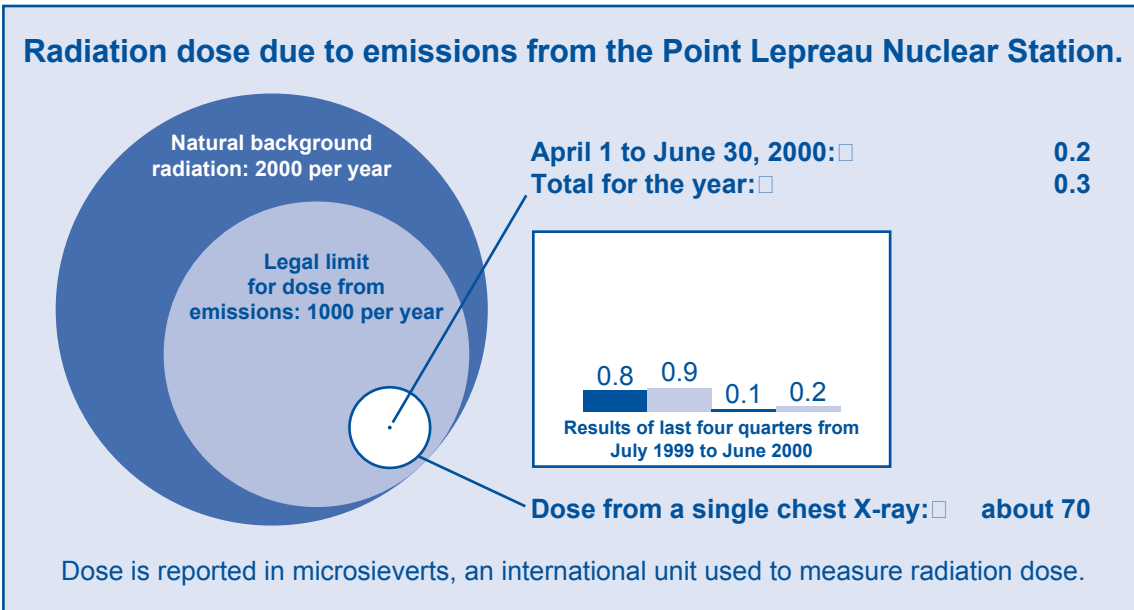 Radiation dose due to emissions from the Point Lepreau Nuclear Station.
Natural background
radiation: 2000 per year
Legal limit
for dose from
emissions: 1000 per year
April 1 to June 30, 2000:□ 0.2
Total for the year:□ 0.3
0.8 0.9 0.1 0.2
Results of last four quarters from
July 1999 to June 2000
Dose from a single chest X-ray:□ about 70
Dose is reported in microsieverts, an international unit used to measure radiation dose.